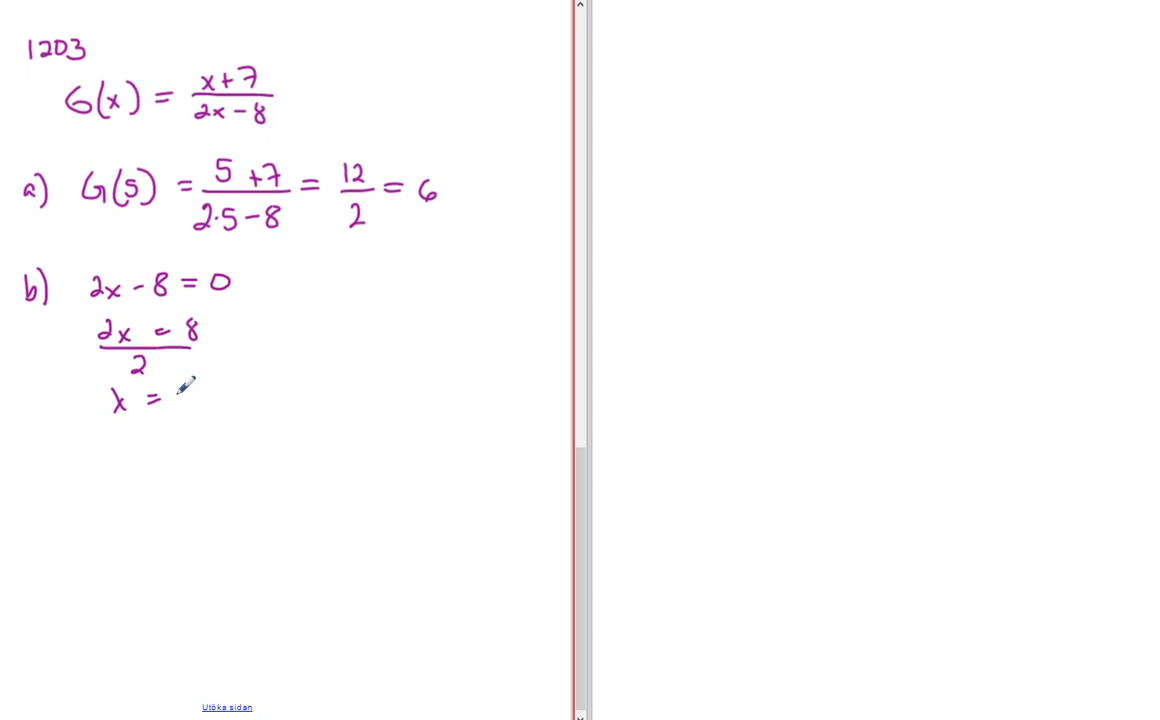 1203
G(x) = x+7 / 2x-8
a) G(5) = 5+7 / 2·5-8 = 12/2 = 6
b) 2x - 8 = 0
2x = 8
2
x =
Utöka sidan